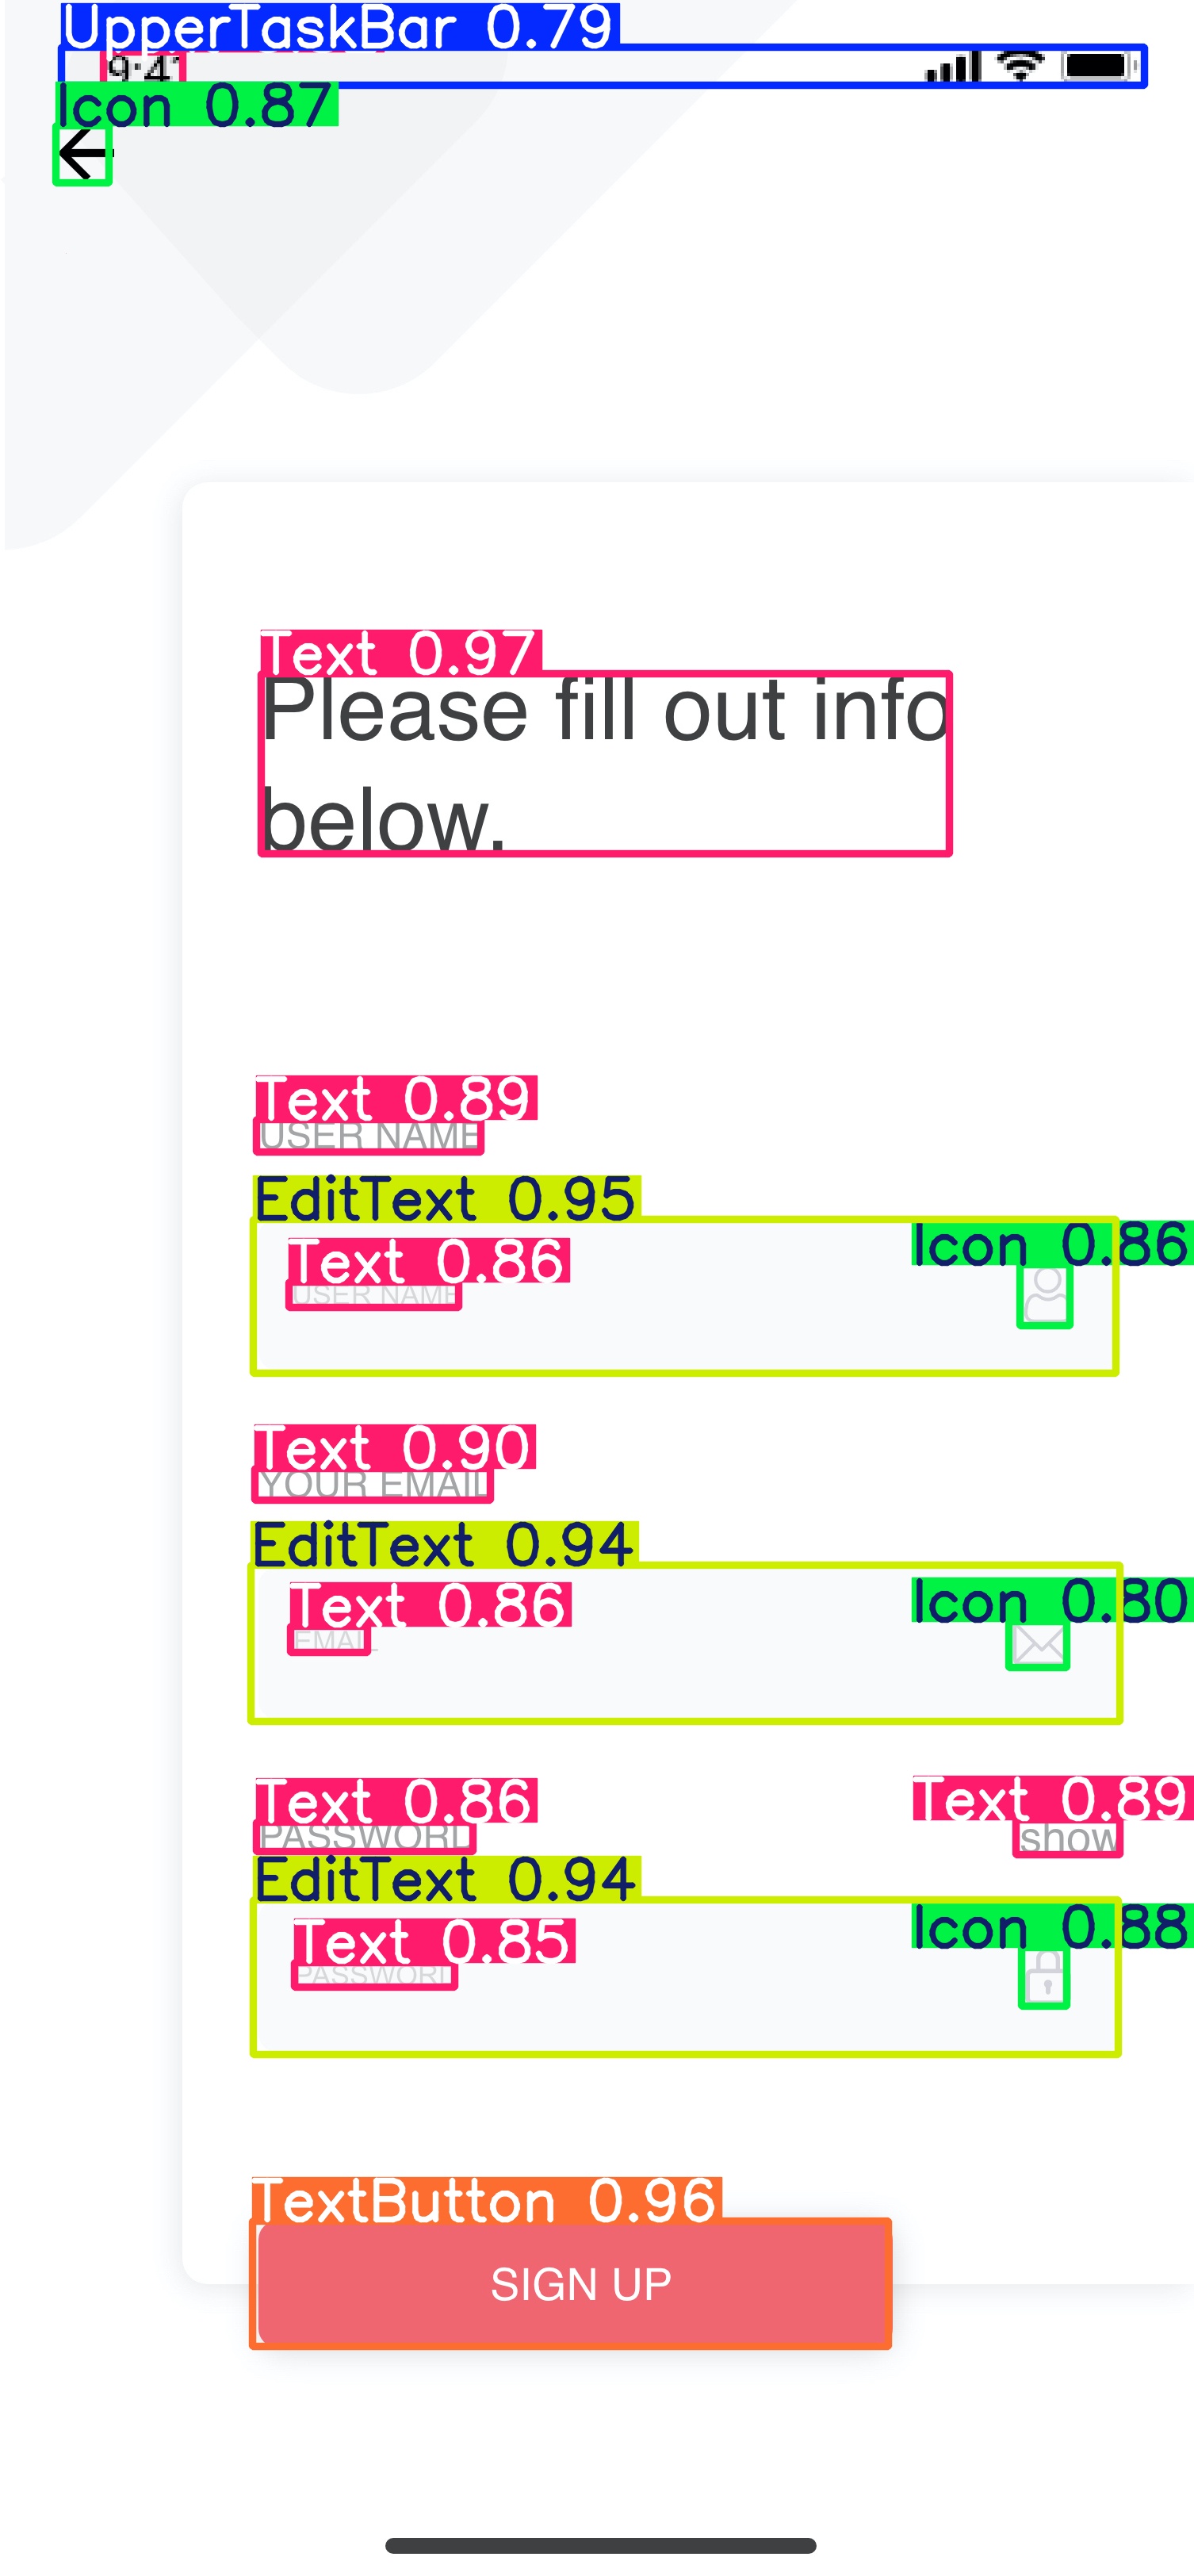 UpperTaskBar 0.79
9:41
Icon 0.87
Text 0.97
Please fill out info
below.
Text 0.89
USER NAME
EditText 0.95
Icon 0.86
Text 0.86
USER NAME
Text 0.90
YOUR EMAIL
EditText 0.94
Icon 0.80
Text 0.86
EMAIL
Text 0.86
Text 0.89
PASSWORD
show
EditText 0.94
Icon 0.88
Text 0.85
PASSWORD
TextButton 0.96
SIGN UP